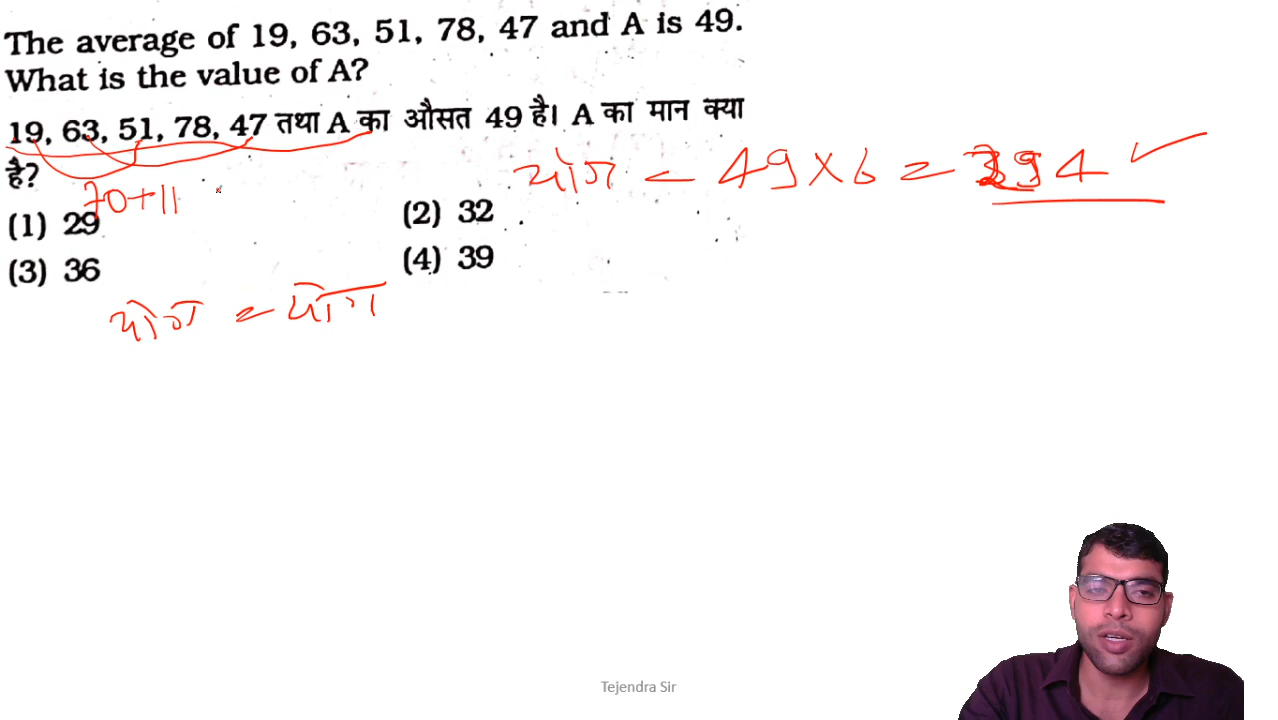 The average of 19, 63, 51, 78, 47 and A is 49.
What is the value of A?
19, 63, 51, 78, 47 तथा A का औसत 49 है। A का मान क्या
है?
योग = 49×6 = 294
70+11
(1) 29
(2) 32
(3) 36
(4) 39
योग = योग
Tejendra Sir